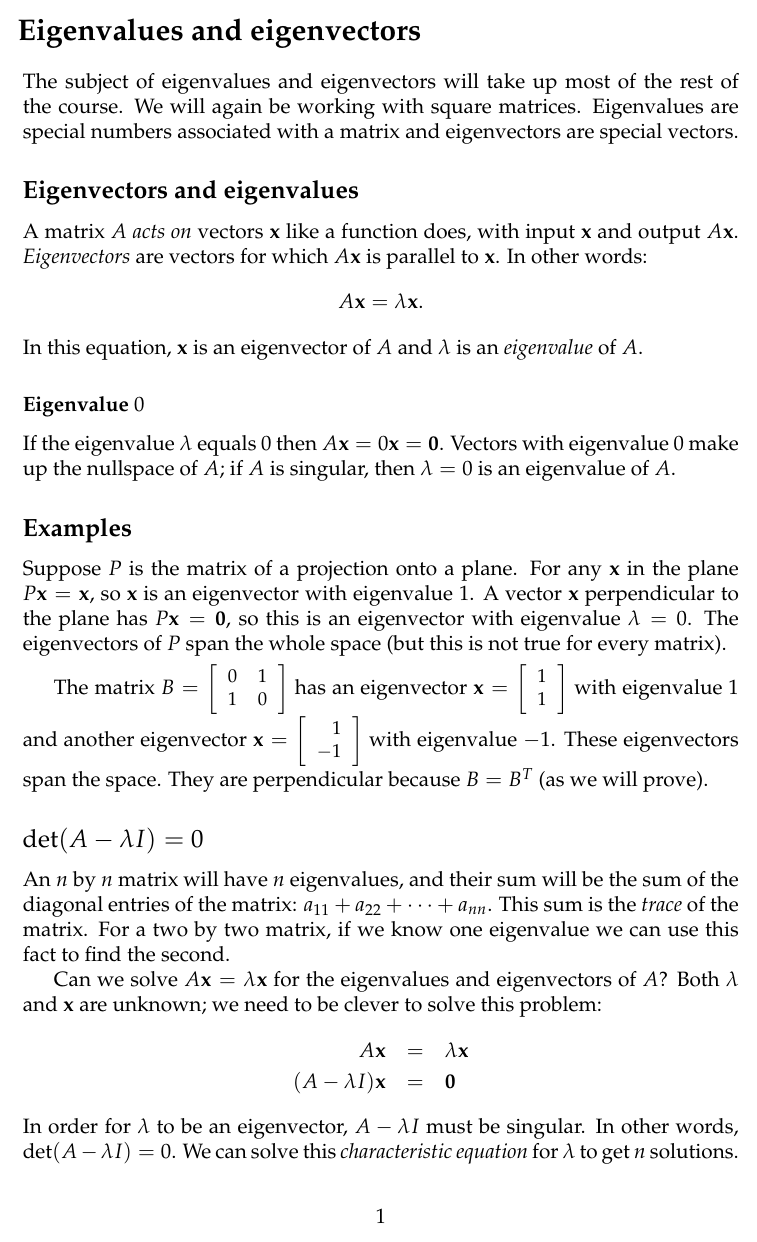 Eigenvalues and eigenvectors
The subject of eigenvalues and eigenvectors will take up most of the rest of
the course. We will again be working with square matrices. Eigenvalues are
special numbers associated with a matrix and eigenvectors are special vectors.
Eigenvectors and eigenvalues
A matrix A acts on vectors x like a function does, with input x and output Ax.
Eigenvectors are vectors for which Ax is parallel to x. In other words:
Ax = λx.
In this equation, x is an eigenvector of A and λ is an eigenvalue of A.
Eigenvalue 0
If the eigenvalue λ equals 0 then Ax = 0x = 0. Vectors with eigenvalue 0 make
up the nullspace of A; if A is singular, then λ = 0 is an eigenvalue of A.
Examples
Suppose P is the matrix of a projection onto a plane. For any x in the plane
Px = x, so x is an eigenvector with eigenvalue 1. A vector x perpendicular to
the plane has Px = 0, so this is an eigenvector with eigenvalue λ = 0. The
eigenvectors of P span the whole space (but this is not true for every matrix).
The matrix B = [ 0 1 ; 1 0 ] has an eigenvector x = [ 1 ; 1 ] with eigenvalue 1
and another eigenvector x = [ 1 ; −1 ] with eigenvalue −1. These eigenvectors
span the space. They are perpendicular because B = Bᵀ (as we will prove).
det(A − λI) = 0
An n by n matrix will have n eigenvalues, and their sum will be the sum of the
diagonal entries of the matrix: a₁₁ + a₂₂ + · · · + aₙₙ. This sum is the trace of the
matrix. For a two by two matrix, if we know one eigenvalue we can use this
fact to find the second.
Can we solve Ax = λx for the eigenvalues and eigenvectors of A? Both λ
and x are unknown; we need to be clever to solve this problem:
Ax = λx
(A − λI)x = 0
In order for λ to be an eigenvector, A − λI must be singular. In other words,
det(A − λI) = 0. We can solve this characteristic equation for λ to get n solutions.
1